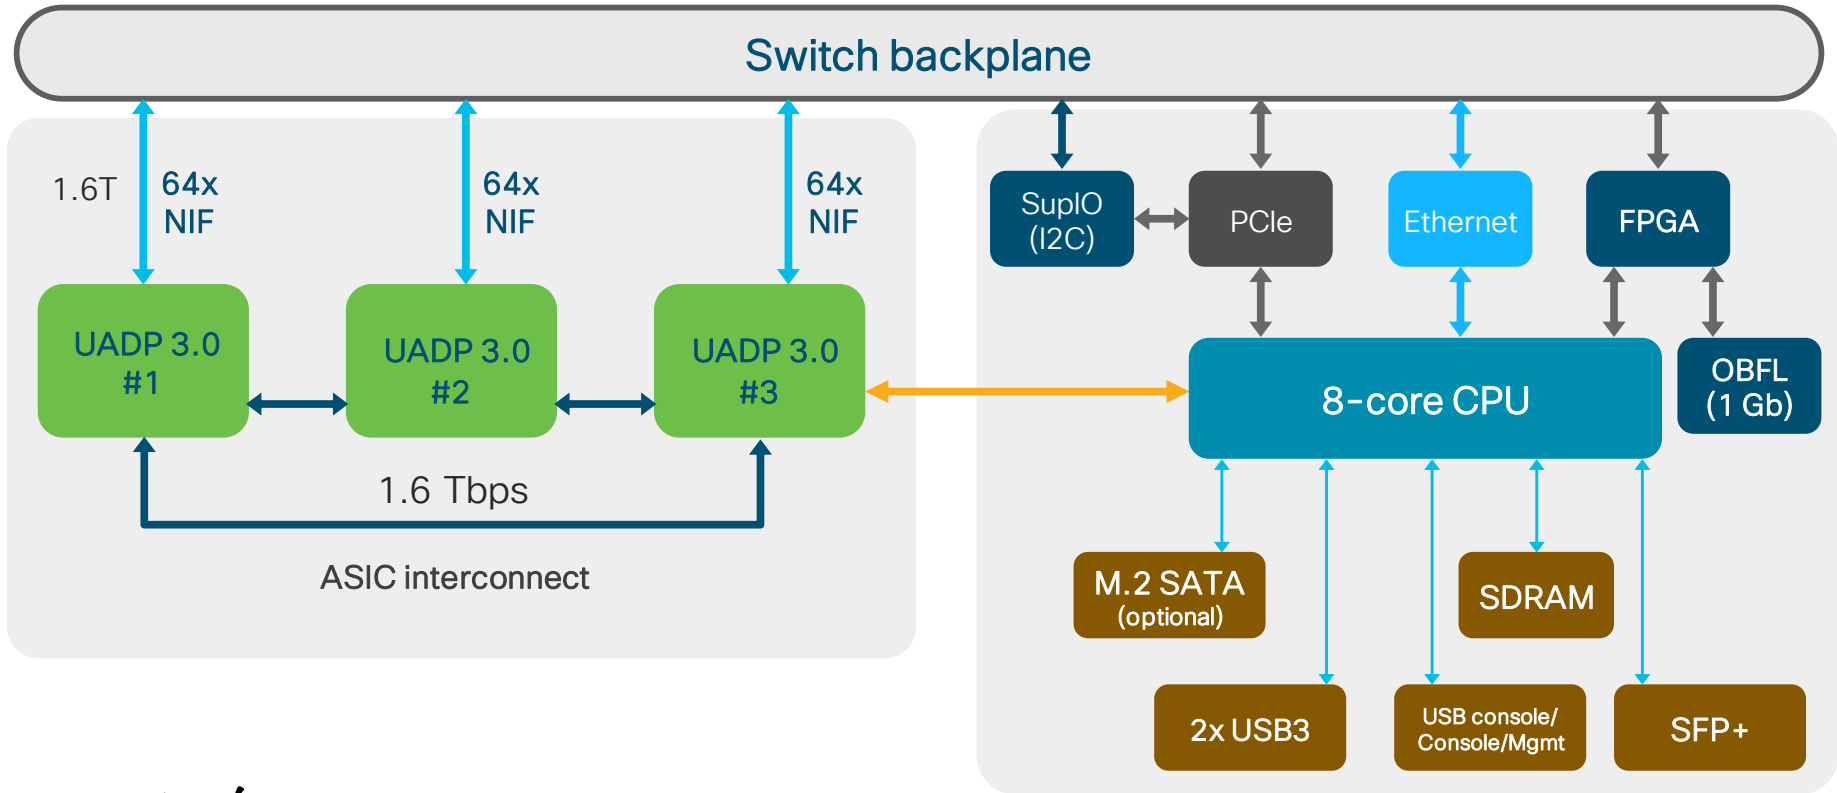 Switch backplane
1.6T
64x
NIF
64x
NIF
64x
NIF
SupIO
(I2C)
PCIe
Ethernet
FPGA
UADP 3.0
#1
UADP 3.0
#2
UADP 3.0
#3
8-core CPU
OBFL
(1 Gb)
1.6 Tbps
ASIC interconnect
M.2 SATA
(optional)
SDRAM
2x USB3
USB console/
Console/Mgmt
SFP+